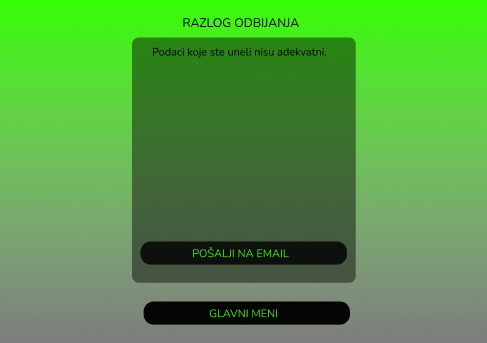 RAZLOG ODBIJANJA
Podaci koje ste uneli nisu adekvatni.
POŠALJI NA EMAIL
GLAVNI MENI